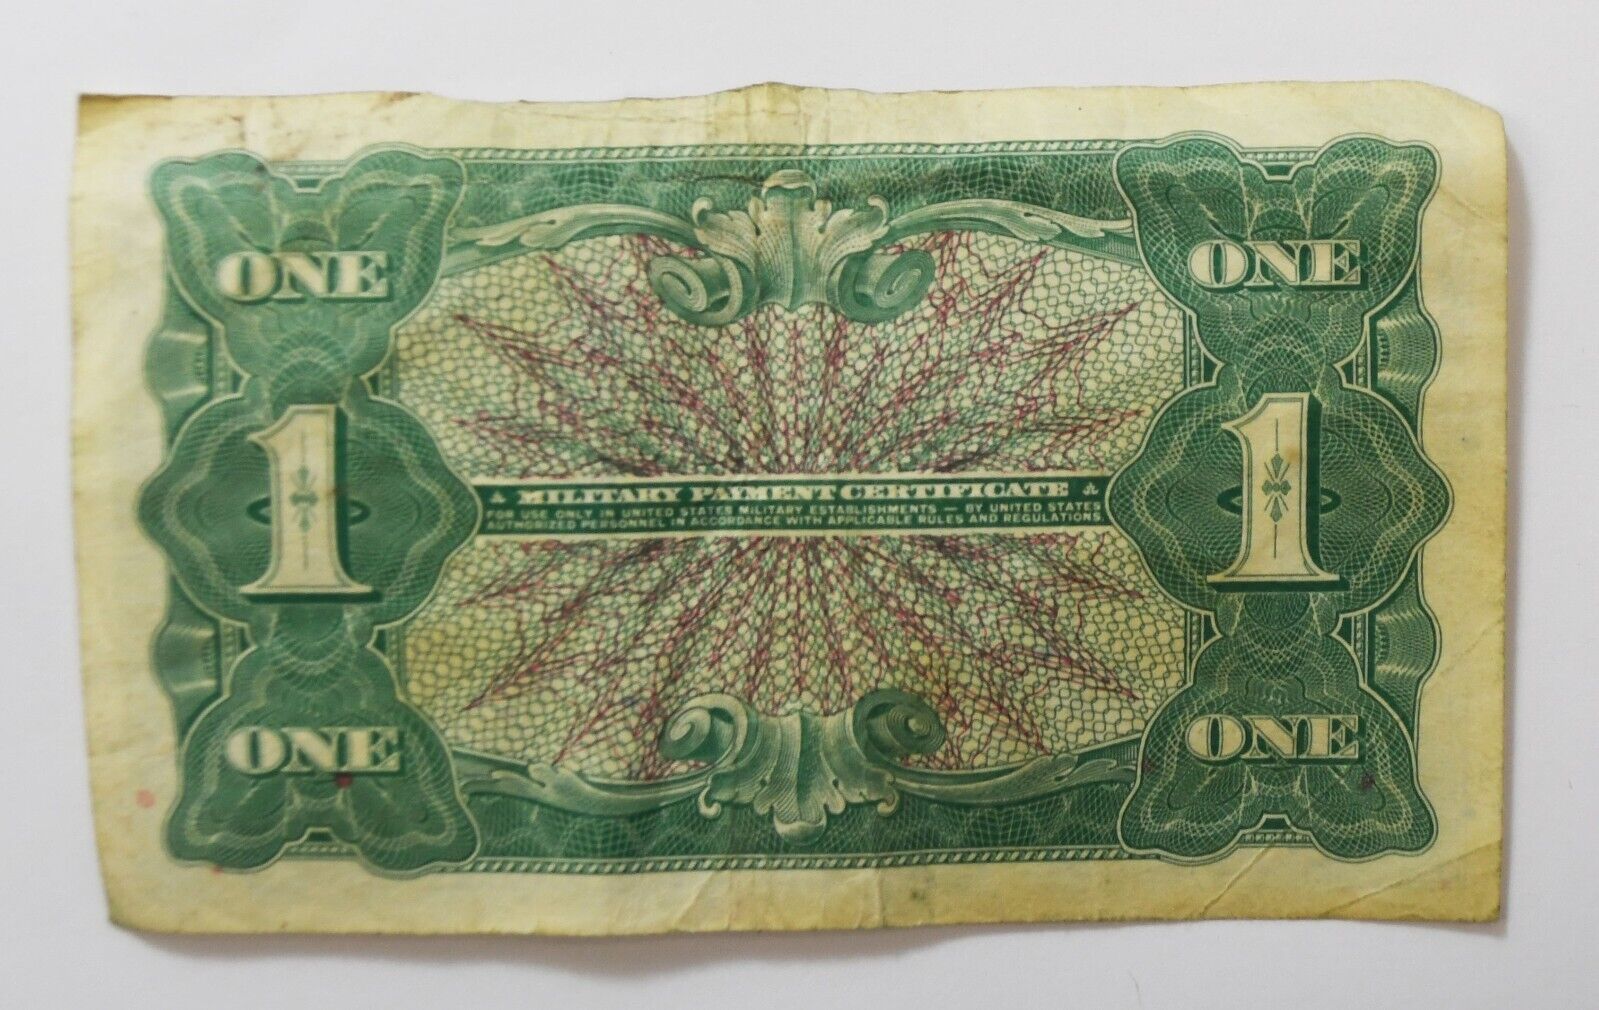 ONE ONE
MILITARY PAYMENT CERTIFICATE
FOR USE ONLY IN UNITED STATES MILITARY ESTABLISHMENTS — BY UNITED STATES
AUTHORIZED PERSONNEL IN ACCORDANCE WITH APPLICABLE RULES AND REGULATIONS
1 1
ONE ONE